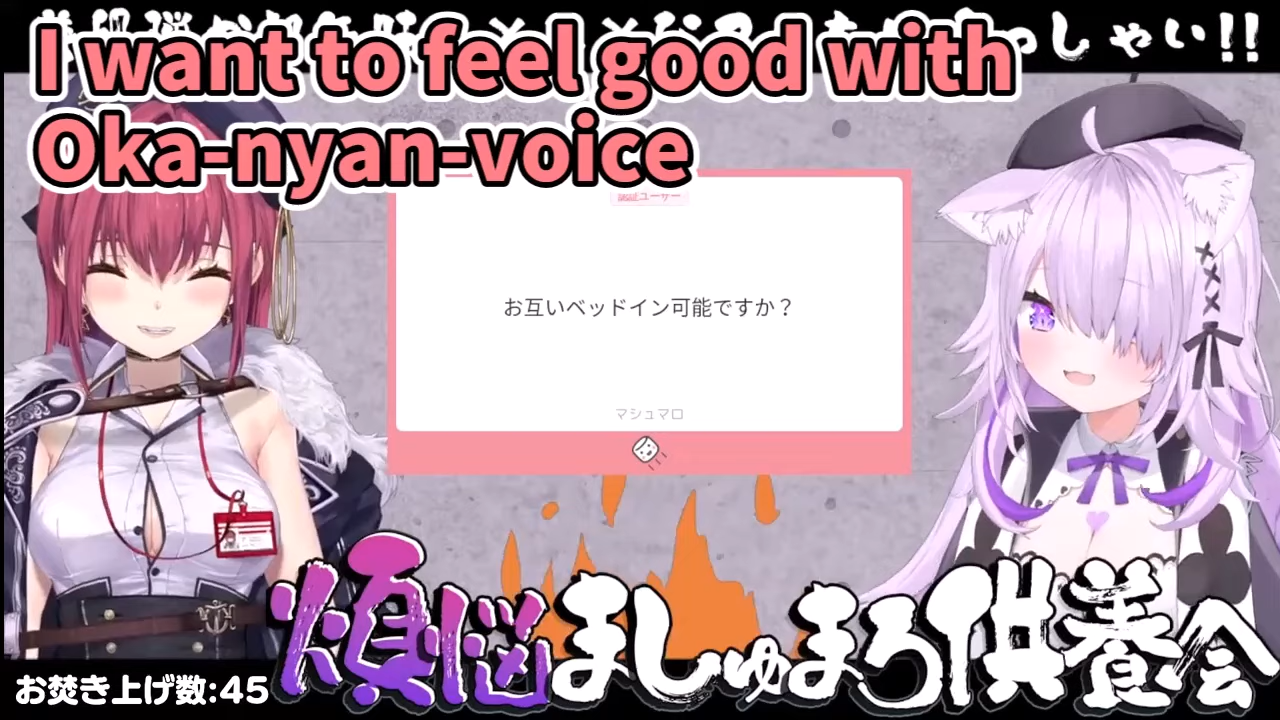 っしゃい!!
I want to feel good with
Oka-nyan-voice
認証ユーザー
お互いベッドイン可能ですか？
マシュマロ
煩悩ましゅまろ供養会
お焚き上げ数:45